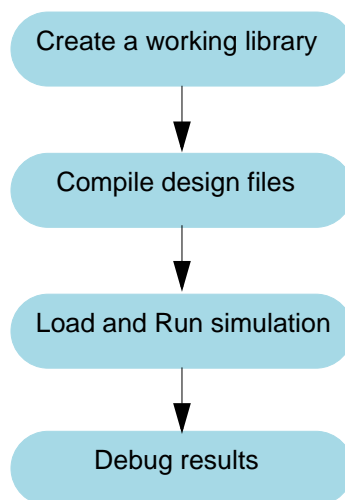 Create a working library
Compile design files
Load and Run simulation
Debug results